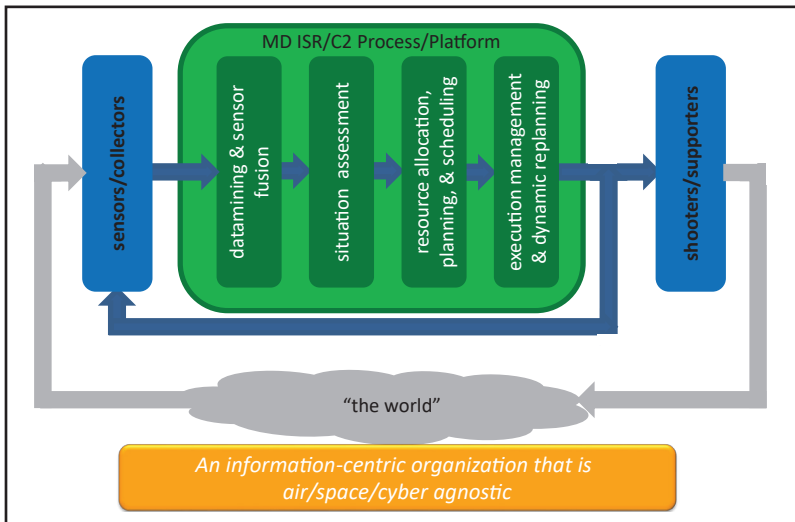 MD ISR/C2 Process/Platform
sensors/collectors
datamining & sensor
fusion
situation assessment
resource allocation,
planning, & scheduling
execution management
& dynamic replanning
shooters/supporters
“the world”
An information-centric organization that is
air/space/cyber agnostic